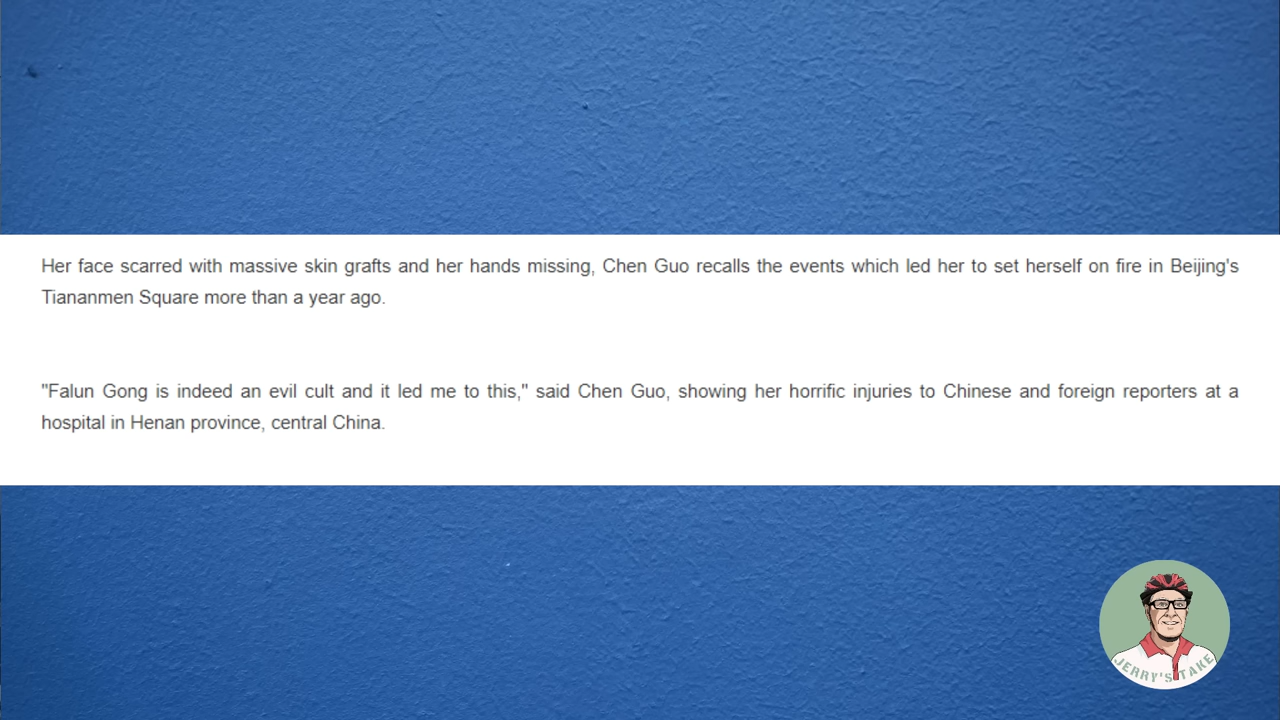 Her face scarred with massive skin grafts and her hands missing, Chen Guo recalls the events which led her to set herself on fire in Beijing's
Tiananmen Square more than a year ago.
"Falun Gong is indeed an evil cult and it led me to this," said Chen Guo, showing her horrific injuries to Chinese and foreign reporters at a
hospital in Henan province, central China.
JERRY'S TAKE